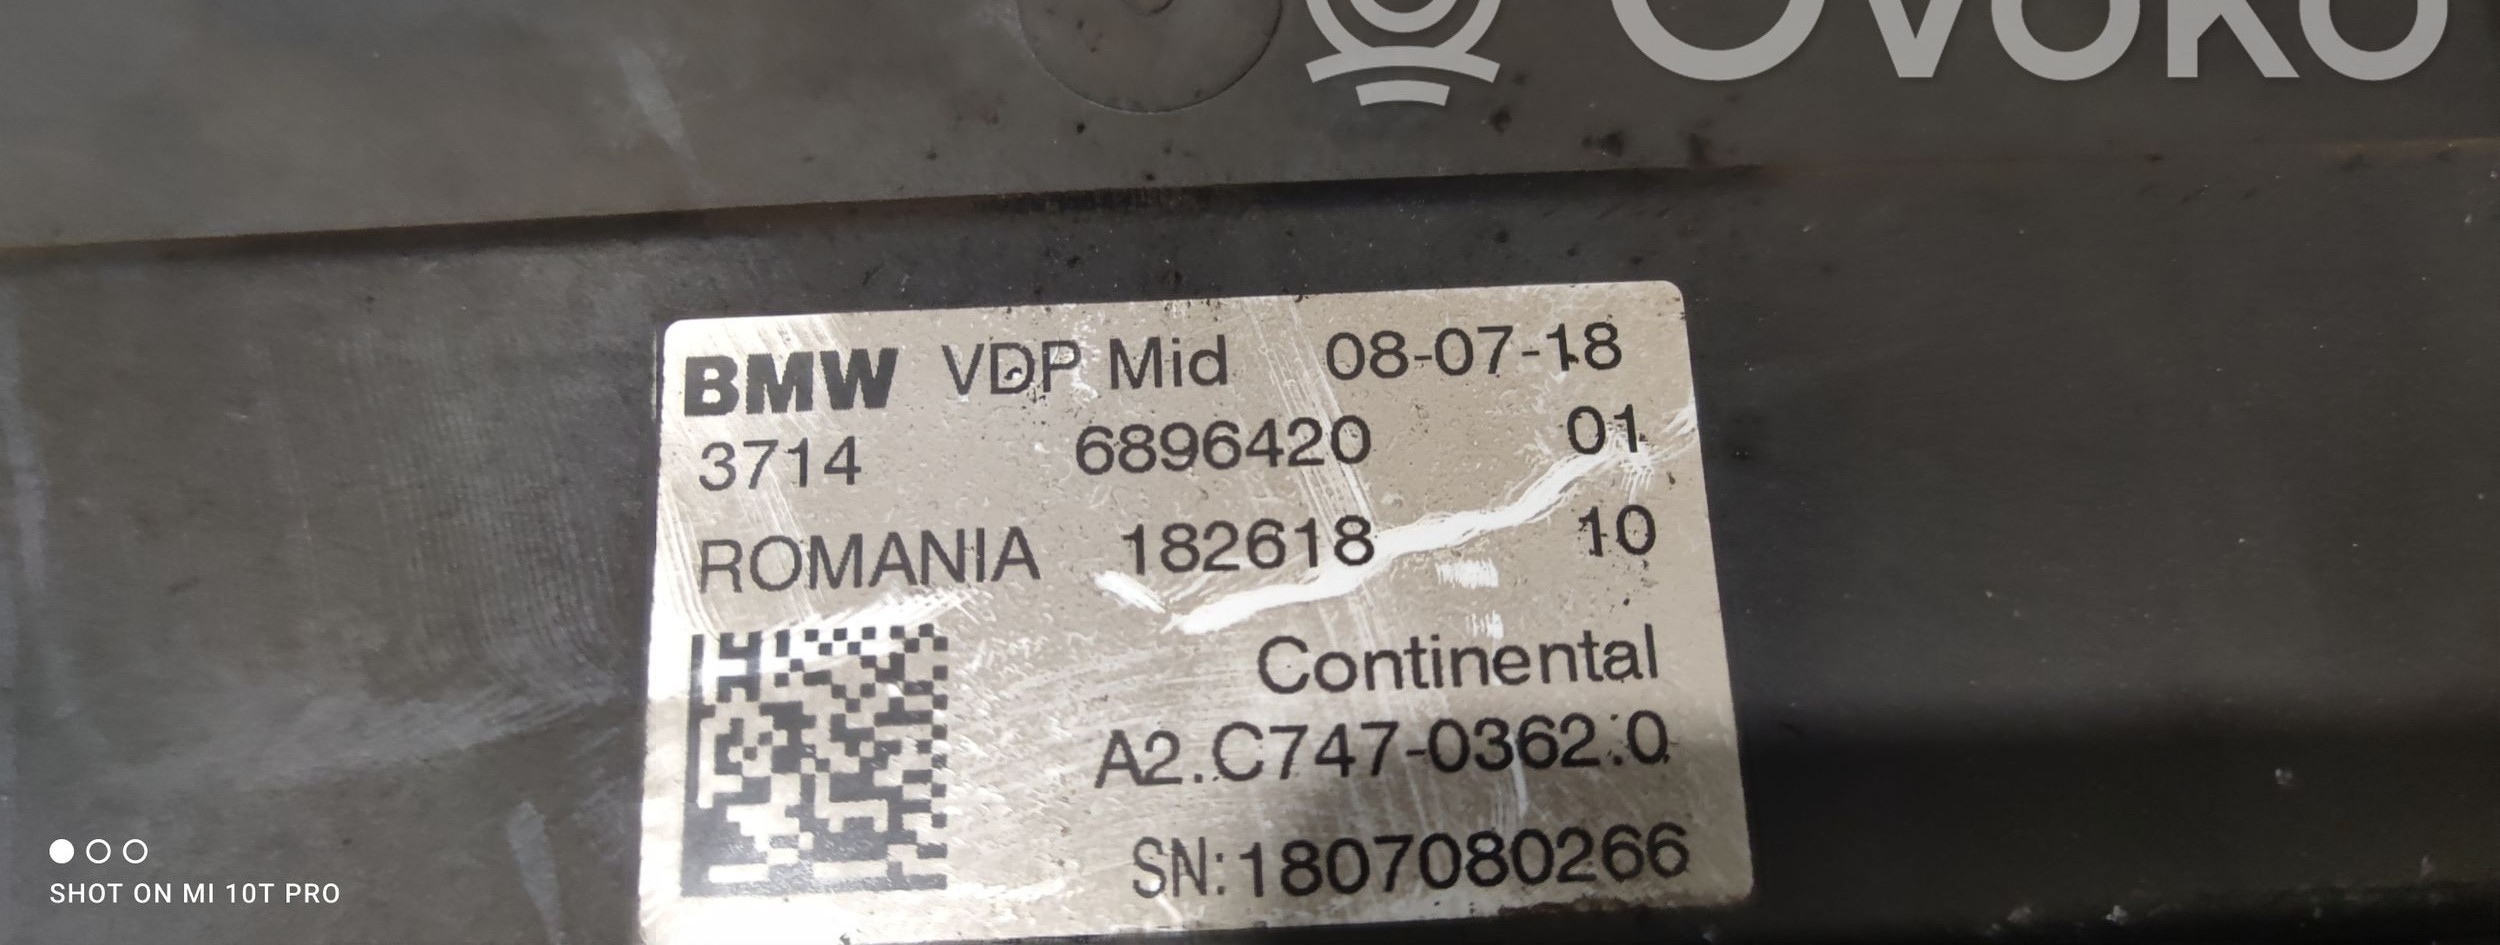 OVOKO
BMW VDP Mid 08-07-18
3714 6896420 01
ROMANIA 182618 10
Continental
A2.C747-0362.0
SN:1807080266
SHOT ON MI 10T PRO